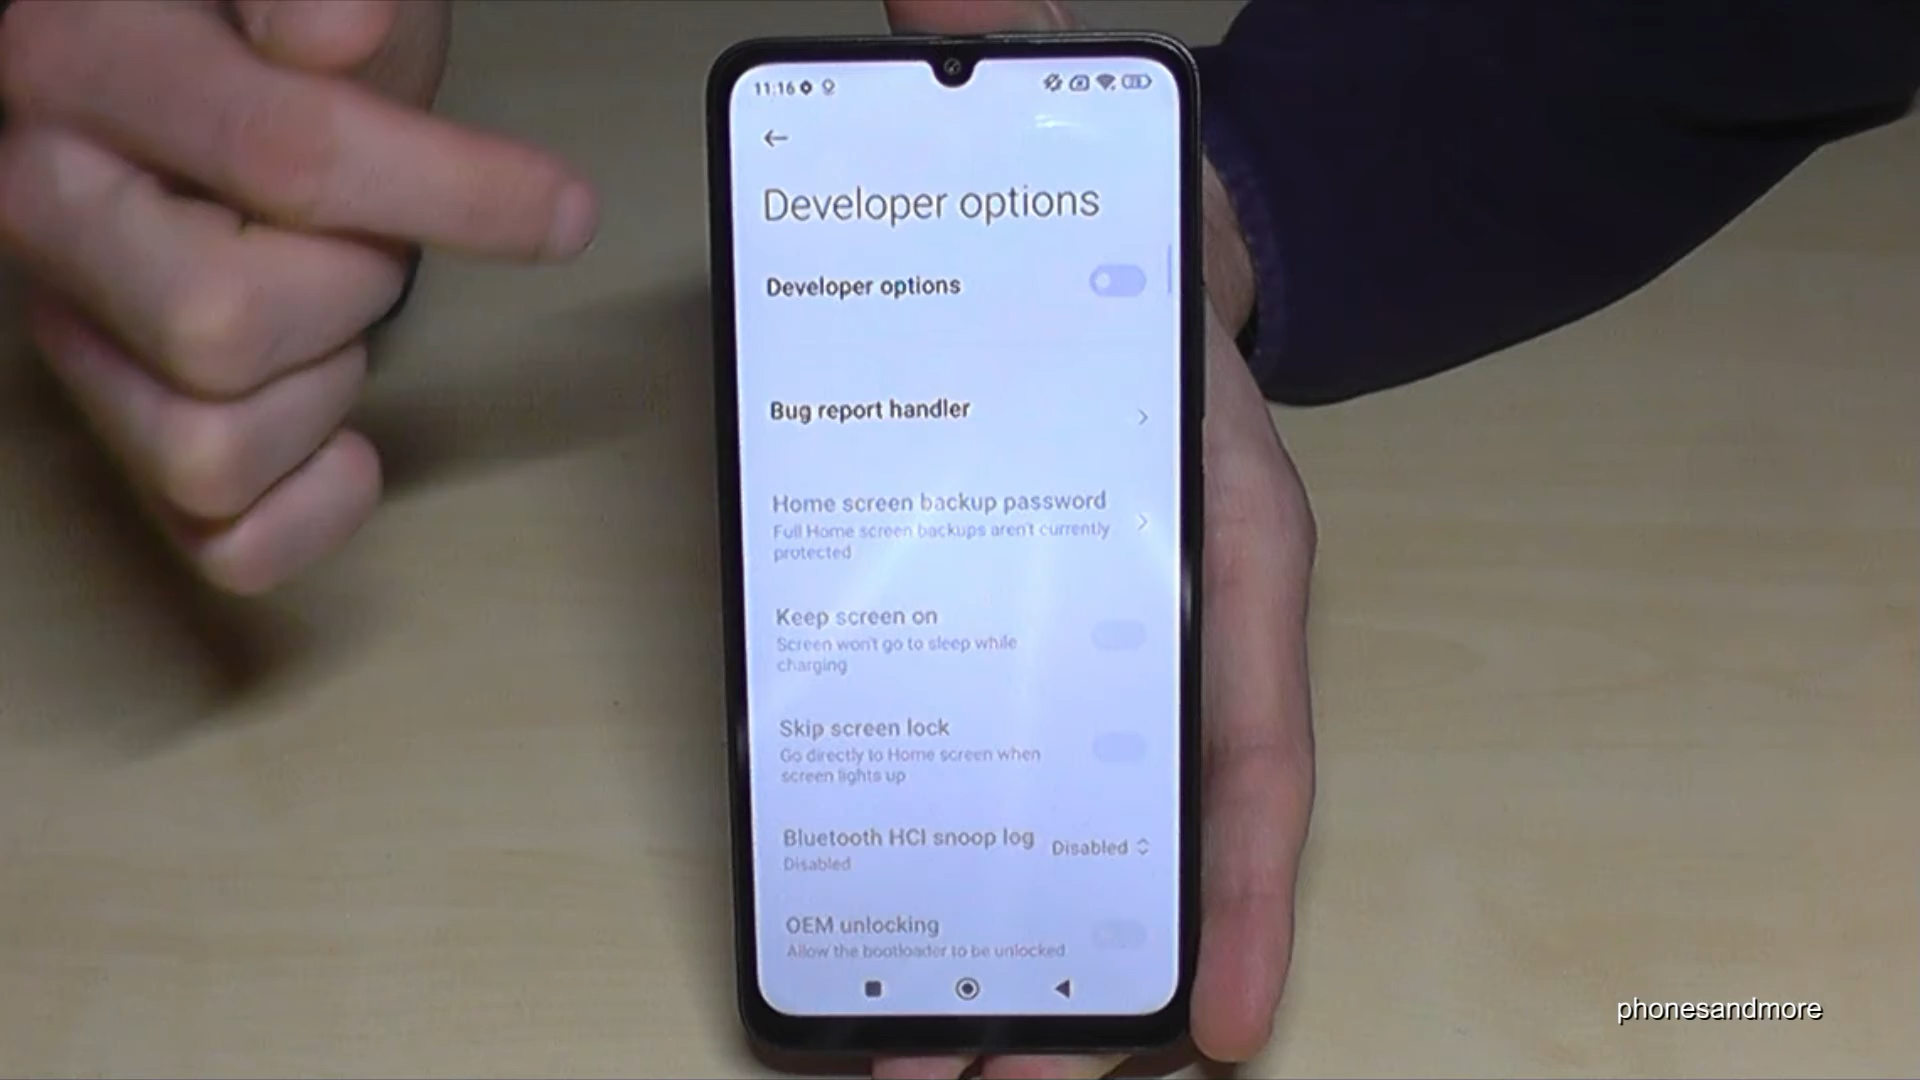 11:16
Developer options
Developer options
Bug report handler
Home screen backup password
Full Home screen backups aren't currently
protected
Keep screen on
Screen won't go to sleep while
charging
Skip screen lock
Go directly to Home screen when
screen lights up
Bluetooth HCI snoop log
Disabled
Disabled
OEM unlocking
Allow the bootloader to be unlocked
phonesandmore